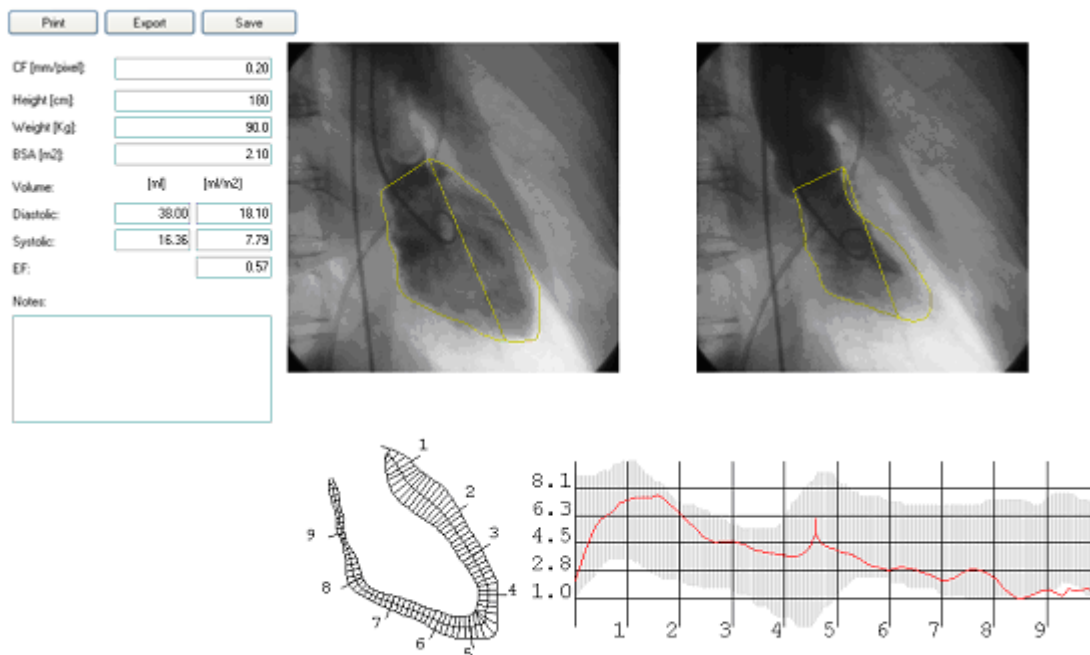 Print Export Save
CF [mm/pixel]: 0.20
Height [cm]: 180
Weight [Kg]: 90.0
BSA [m2]: 2.10
Volume: [ml] [ml/m2]
Diastolic: 38.00 18.10
Systolic: 16.36 7.79
EF: 0.57
Notes:
1
2
3
4
5
6
7
8
9
8.1
6.3
4.5
2.8
1.0
1 2 3 4 5 6 7 8 9